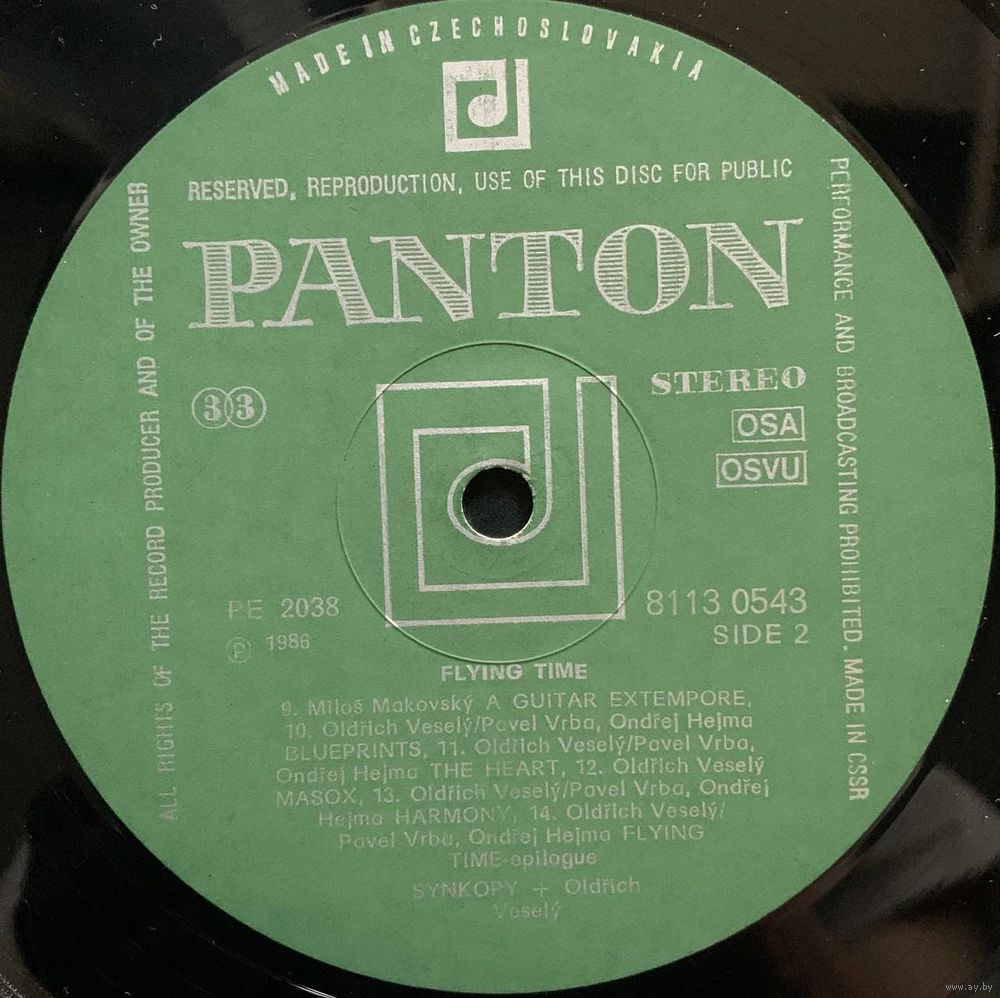 MADE IN CZECHOSLOVAKIA
ALL RIGHTS OF THE RECORD PRODUCER AND OF THE OWNER
RESERVED, REPRODUCTION, USE OF THIS DISC FOR PUBLIC
PERFORMANCE AND BROADCASTING PROHIBITED. MADE IN CSSR
PANTON
33
STEREO
OSA
OSVU
PE 2038
Ⓟ 1986
8113 0543
SIDE 2
FLYING TIME
9. Miloš Makovský A GUITAR EXTEMPORE,
10. Oldřich Veselý/Pavel Vrba, Ondřej Hejma
BLUEPRINTS, 11. Oldřich Veselý/Pavel Vrba,
Ondřej Hejma THE HEART, 12. Oldřich Veselý
MASOX, 13. Oldřich Veselý/Pavel Vrba, Ondřej
Hejma HARMONY, 14. Oldřich Veselý/
Pavel Vrba, Ondřej Hejma FLYING
TIME-epilogue
SYNKOPY + Oldřich
Veselý
www.ay.by